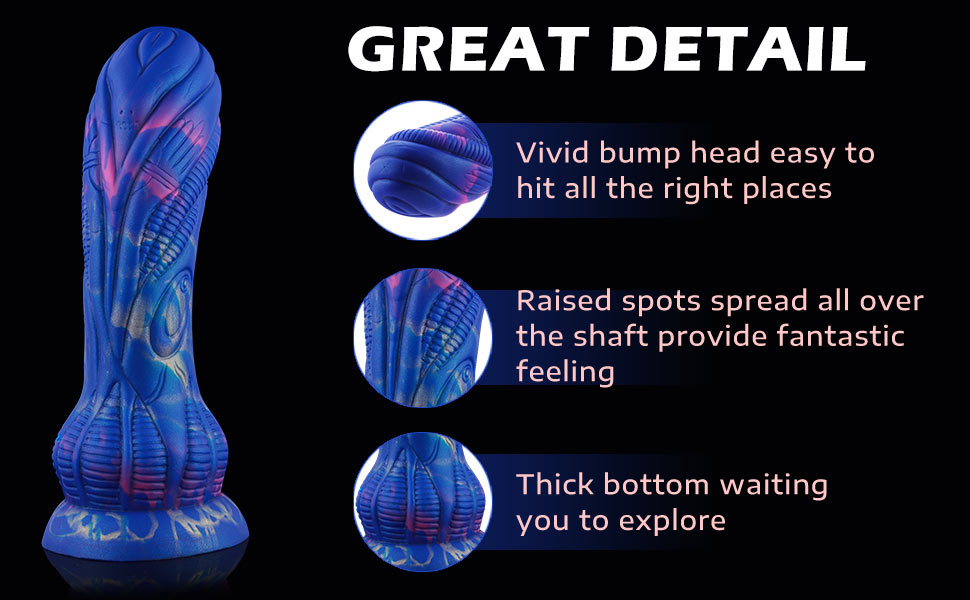 GREAT DETAIL
Vivid bump head easy to
hit all the right places
Raised spots spread all over
the shaft provide fantastic
feeling
Thick bottom waiting
you to explore